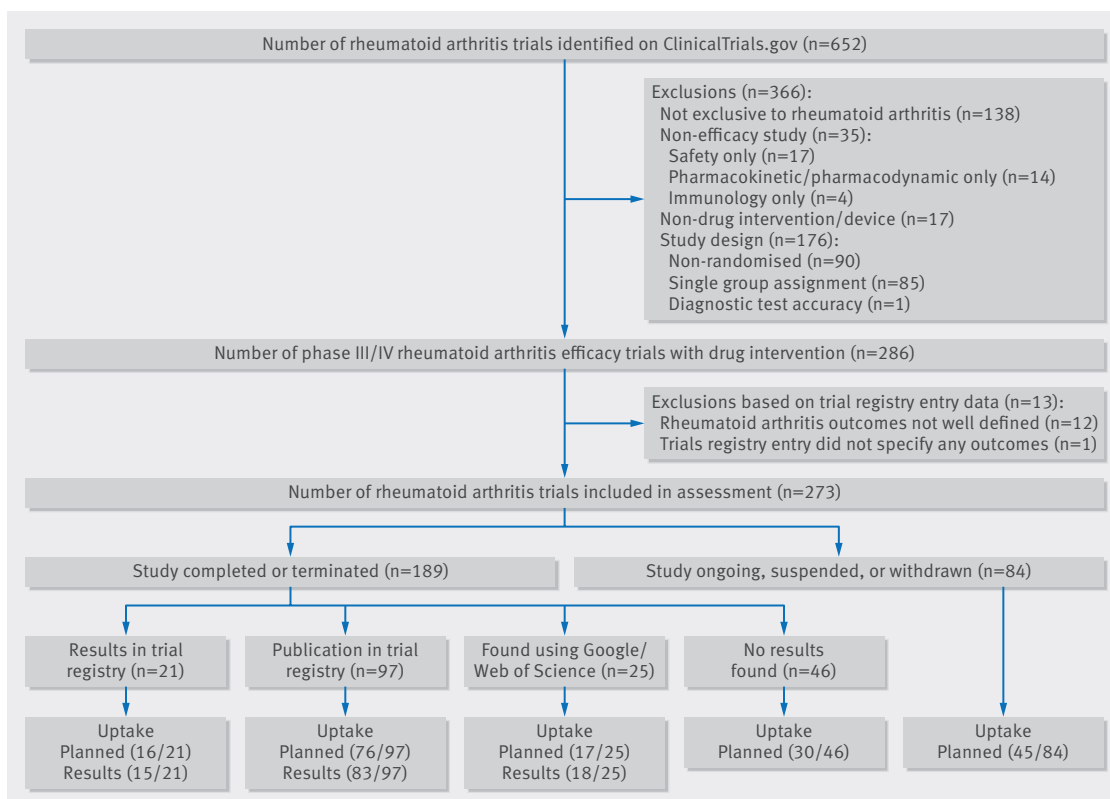 Number of rheumatoid arthritis trials identified on ClinicalTrials.gov (n=652)
Exclusions (n=366):
Not exclusive to rheumatoid arthritis (n=138)
Non-efficacy study (n=35):
Safety only (n=17)
Pharmacokinetic/pharmacodynamic only (n=14)
Immunology only (n=4)
Non-drug intervention/device (n=17)
Study design (n=176):
Non-randomised (n=90)
Single group assignment (n=85)
Diagnostic test accuracy (n=1)
Number of phase III/IV rheumatoid arthritis efficacy trials with drug intervention (n=286)
Exclusions based on trial registry entry data (n=13):
Rheumatoid arthritis outcomes not well defined (n=12)
Trials registry entry did not specify any outcomes (n=1)
Number of rheumatoid arthritis trials included in assessment (n=273)
Study completed or terminated (n=189)
Study ongoing, suspended, or withdrawn (n=84)
Results in trial
registry (n=21)
Publication in trial
registry (n=97)
Found using Google/
Web of Science (n=25)
No results
found (n=46)
Uptake
Planned (16/21)
Results (15/21)
Uptake
Planned (76/97)
Results (83/97)
Uptake
Planned (17/25)
Results (18/25)
Uptake
Planned (30/46)
Uptake
Planned (45/84)